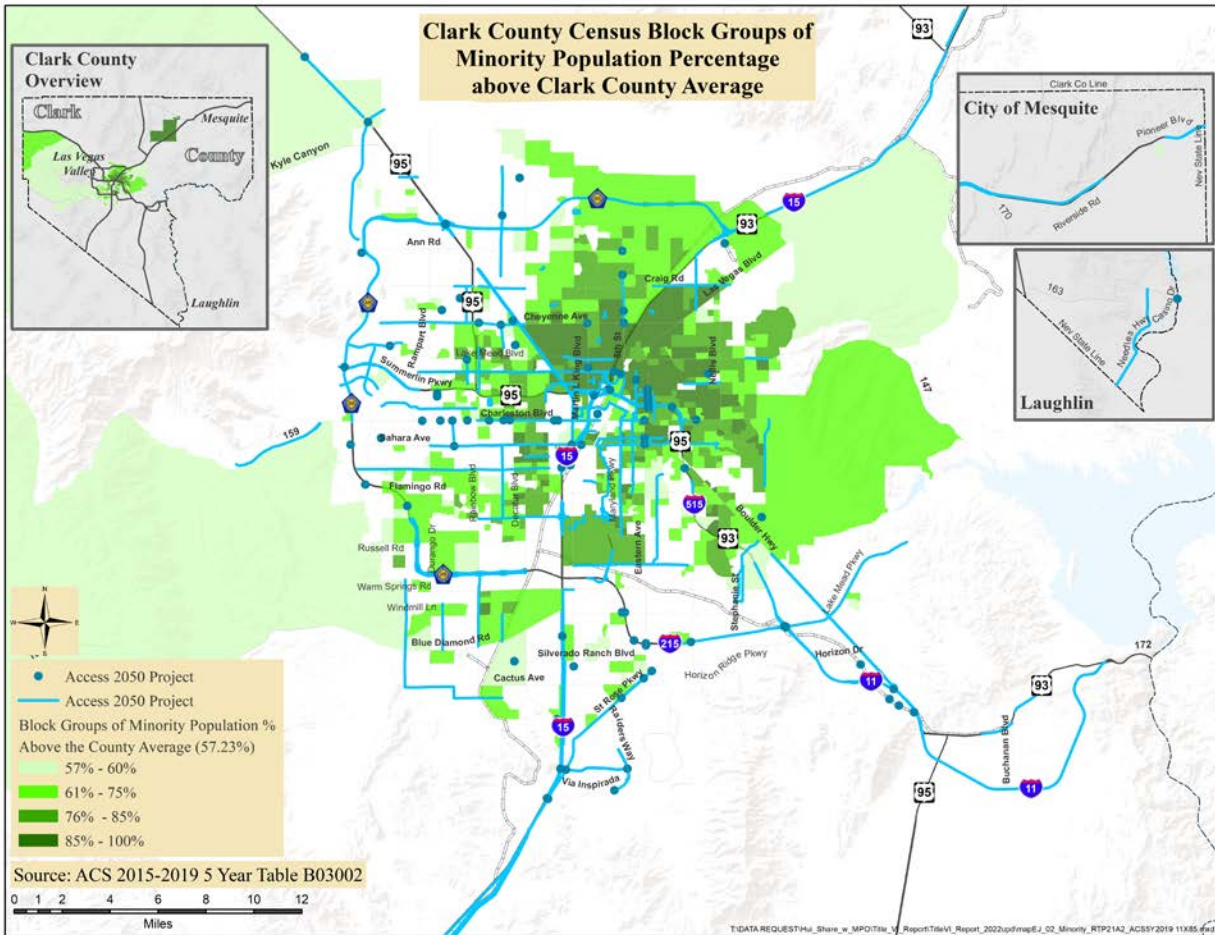 Clark County Census Block Groups of
Minority Population Percentage
above Clark County Average
Clark County
Overview
Clark
Mesquite
Las Vegas
Valley
County
Laughlin
Clark Co Line
City of Mesquite
Pioneer Blvd
Nev State Line
170
Riverside Rd
163
Nev State Line
Needles Hwy
Casino Dr
Laughlin
93
Kyle Canyon
95
15
93
Ann Rd
Craig Rd
Las Vegas Blvd
95
Cheyenne Ave
Rampart Blvd
Lake Mead Blvd
5th St
Nellis Blvd
Summerlin Pkwy
Martin L King Blvd
147
95
Charleston Blvd
159
Sahara Ave
95
15
Flamingo Rd
Rainbow Blvd
Decatur Blvd
Maryland Pkwy
515
Boulder Hwy
Russell Rd
Durango Dr
Eastern Ave
93
Warm Springs Rd
Stephanie St
Lake Mead Pkwy
Windmill Ln
Blue Diamond Rd
Silverado Ranch Blvd
215
Horizon Ridge Pkwy
Horizon Dr
172
Cactus Ave
St Rose Pkwy
11
93
Raiders Way
15
Buchanan Blvd
Via Inspirada
95
11
N
W
E
S
Access 2050 Project
Access 2050 Project
Block Groups of Minority Population %
Above the County Average (57.23%)
57% - 60%
61% - 75%
76% - 85%
85% - 100%
Source: ACS 2015-2019 5 Year Table B03002
0 1 2 4 6 8 10 12
Miles